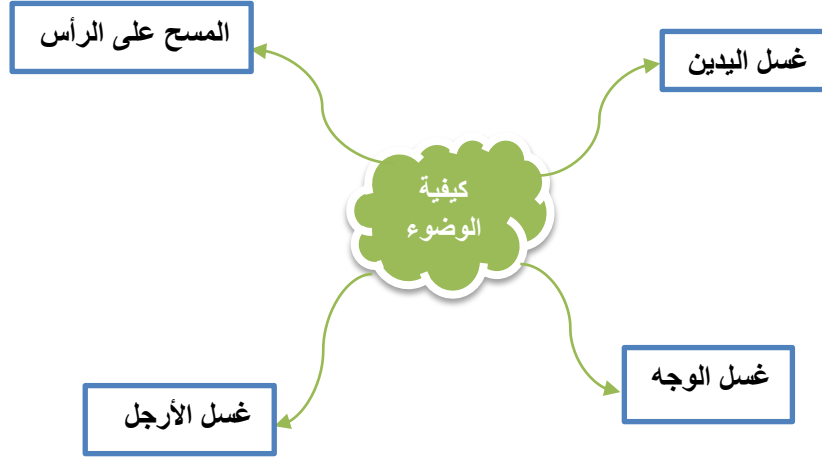 المسح على الرأس
غسل اليدين
كيفية
الوضوء
غسل الوجه
غسل الأرجل